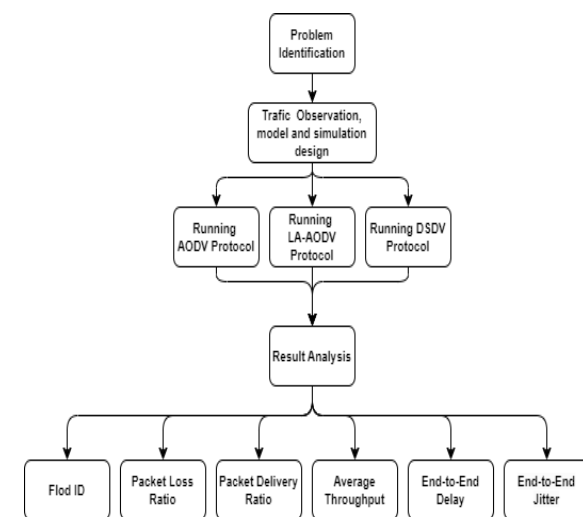 Problem
Identification
Trafic Observation,
model and simulation
design
Running
AODV Protocol
Running
LA-AODV
Protocol
Running DSDV
Protocol
Result Analysis
Flod ID
Packet Loss
Ratio
Packet Delivery
Ratio
Average
Throughput
End-to-End
Delay
End-to-End
Jitter